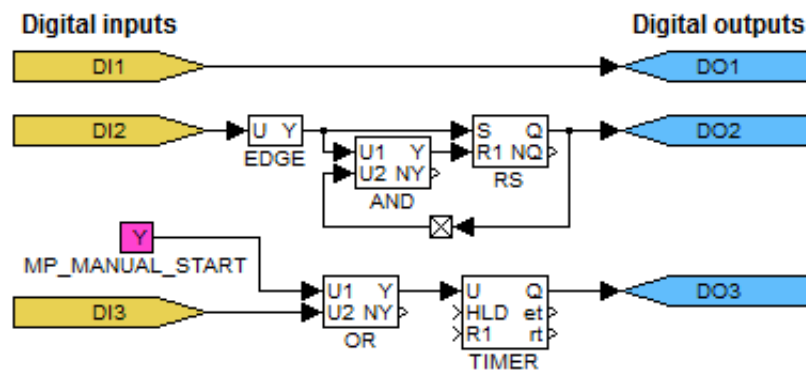 Digital inputs Digital outputs
DI1 DO1
DI2 U Y S Q DO2
EDGE U1 Y R1 NQ
U2 NY RS
AND
Y
MP_MANUAL_START
U1 Y U Q DO3
DI3 U2 NY HLD et
OR R1 rt
TIMER